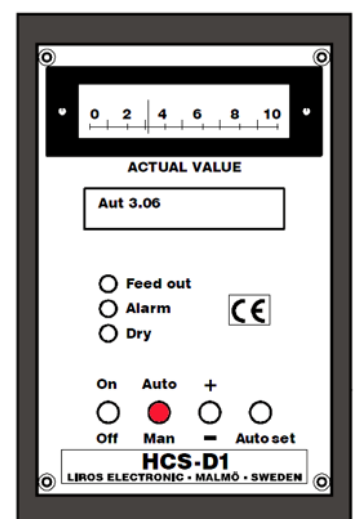 0 2 4 6 8 10
ACTUAL VALUE
Aut 3.06
Feed out
Alarm
CE
Dry
On Auto +
Off Man – Auto set
HCS-D1
LIROS ELECTRONIC • MALMÖ • SWEDEN